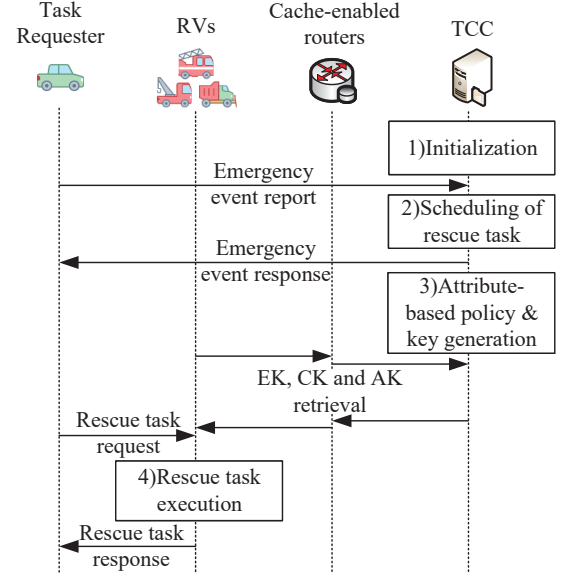 Task
Requester
RVs
Cache-enabled
routers
TCC
1)Initialization
Emergency
event report
2)Scheduling of
rescue task
Emergency
event response
3)Attribute-
based policy &
key generation
EK, CK and AK
retrieval
Rescue task
request
4)Rescue task
execution
Rescue task
response